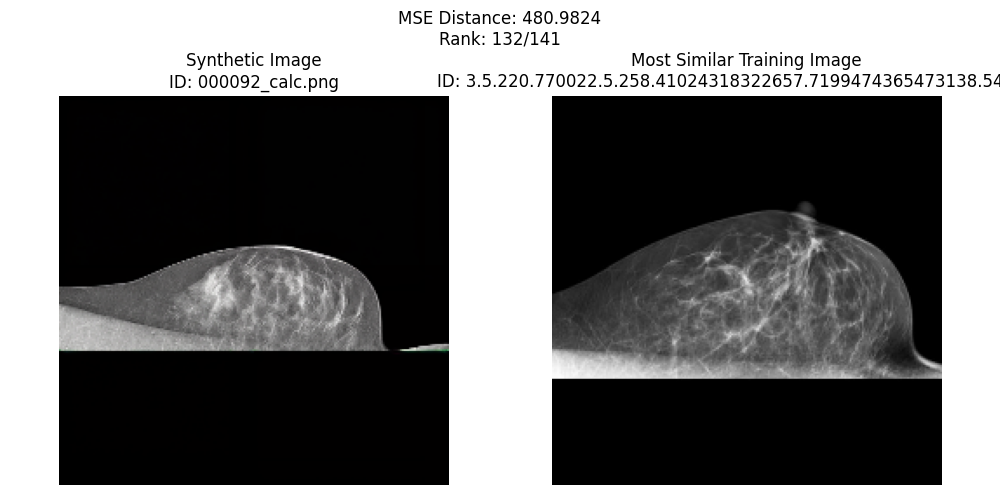 MSE Distance: 480.9824
Rank: 132/141
Synthetic Image
ID: 000092_calc.png
Most Similar Training Image
ID: 3.5.220.770022.5.258.41024318322657.7199474365473138.54